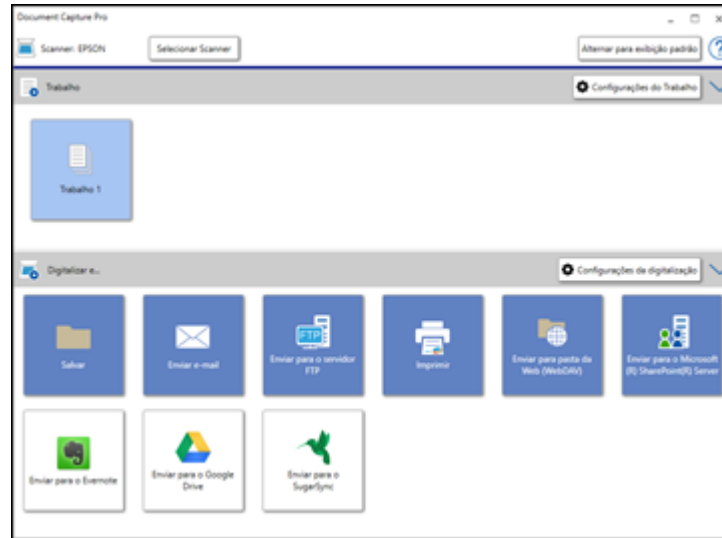 Document Capture Pro
Scanner: EPSON
Selecionar Scanner
Alternar para exibição padrão
?
Trabalho
Configurações do Trabalho
Trabalho 1
Digitalizar e...
Configurações da digitalização
Salvar
Enviar e-mail
FTP
Enviar para o servidor
FTP
Imprimir
Enviar para pasta da
Web (WebDAV)
Enviar para o Microsoft
(R) SharePoint(R) Server
Enviar para o Evernote
Enviar para o Google
Drive
Enviar para o
SugarSync